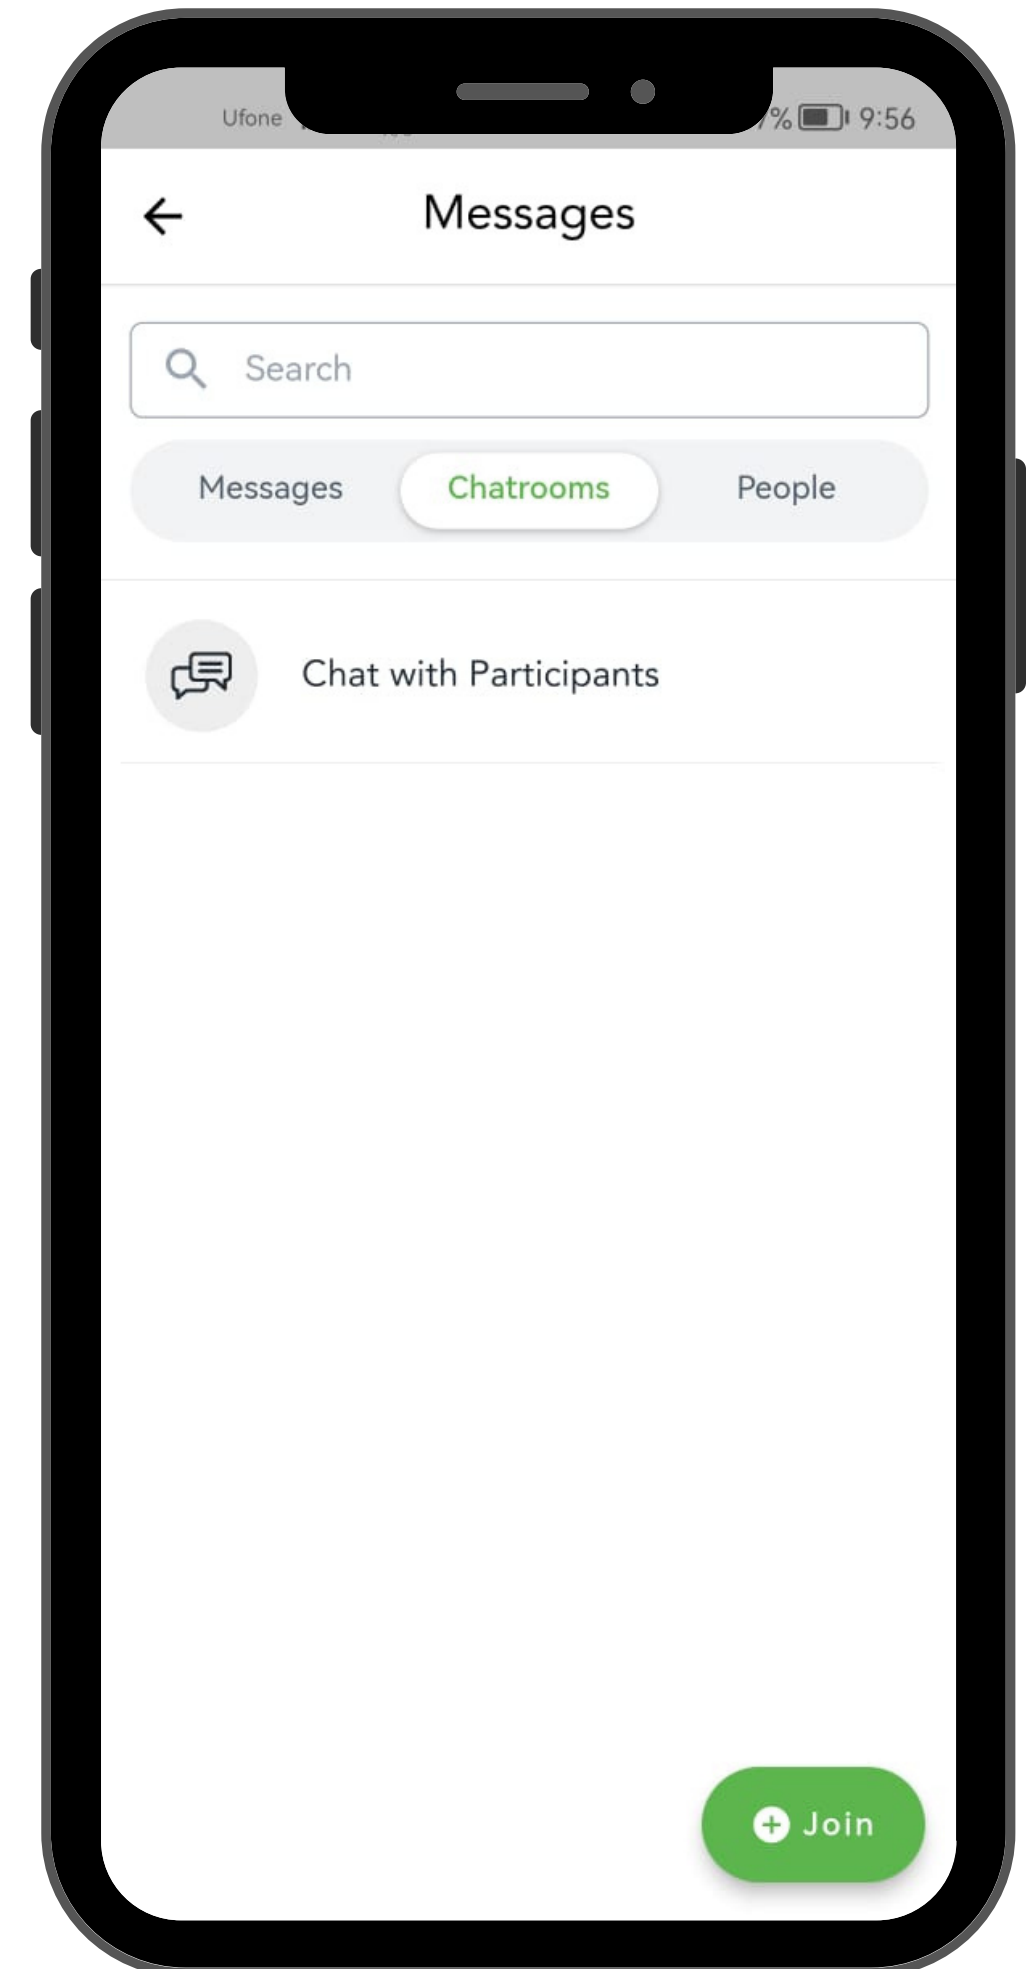 Ufone
9:56
Messages
Search
Messages Chatrooms People
Chat with Participants
Join